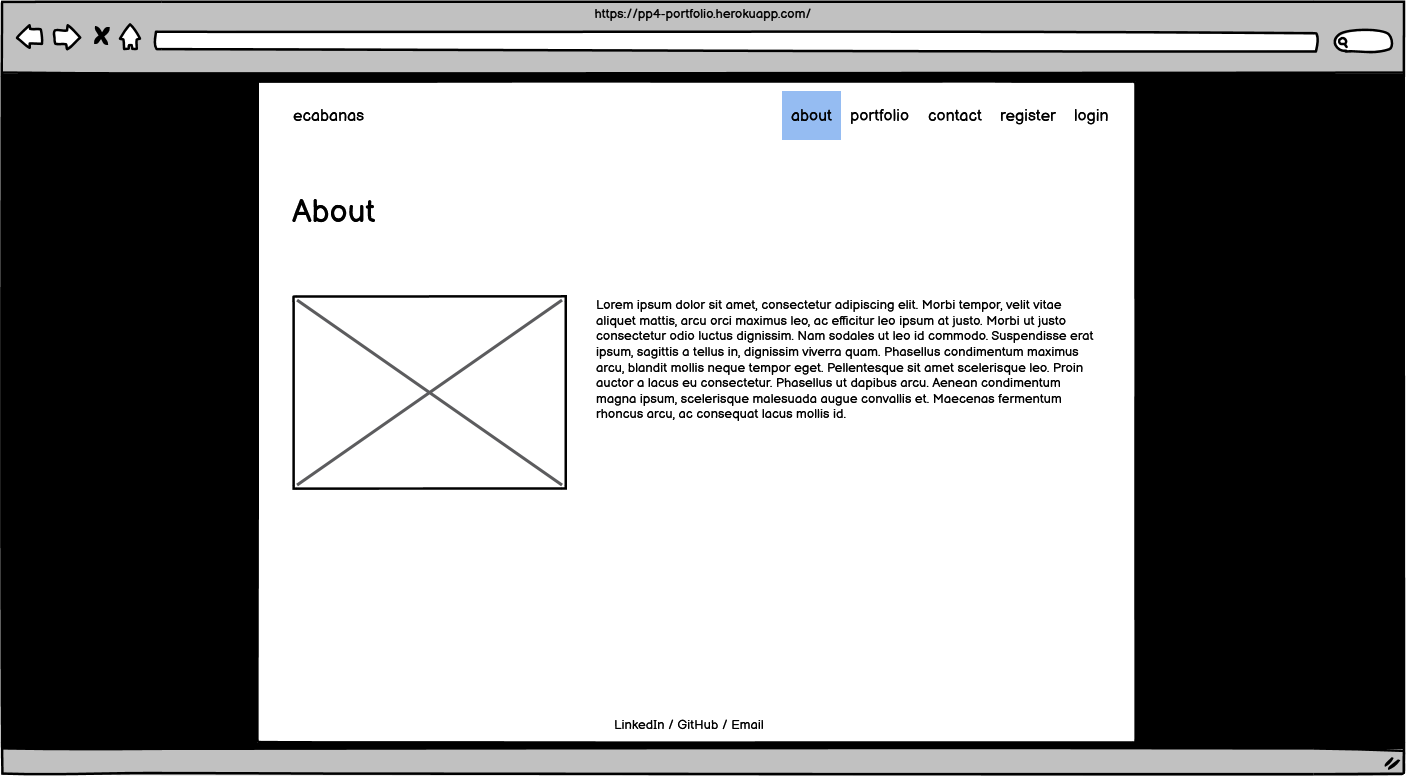 https://pp4-portfolio.herokuapp.com/
ecabanas
about portfolio contact register login
About
Lorem ipsum dolor sit amet, consectetur adipiscing elit. Morbi tempor, velit vitae
aliquet mattis, arcu orci maximus leo, ac efficitur leo ipsum at justo. Morbi ut justo
consectetur odio luctus dignissim. Nam sodales ut leo id commodo. Suspendisse erat
ipsum, sagittis a tellus in, dignissim viverra quam. Phasellus condimentum maximus
arcu, blandit mollis neque tempor eget. Pellentesque sit amet scelerisque leo. Proin
auctor a lacus eu consectetur. Phasellus ut dapibus arcu. Aenean condimentum
magna ipsum, scelerisque malesuada augue convallis et. Maecenas fermentum
rhoncus arcu, ac consequat lacus mollis id.
LinkedIn / GitHub / Email